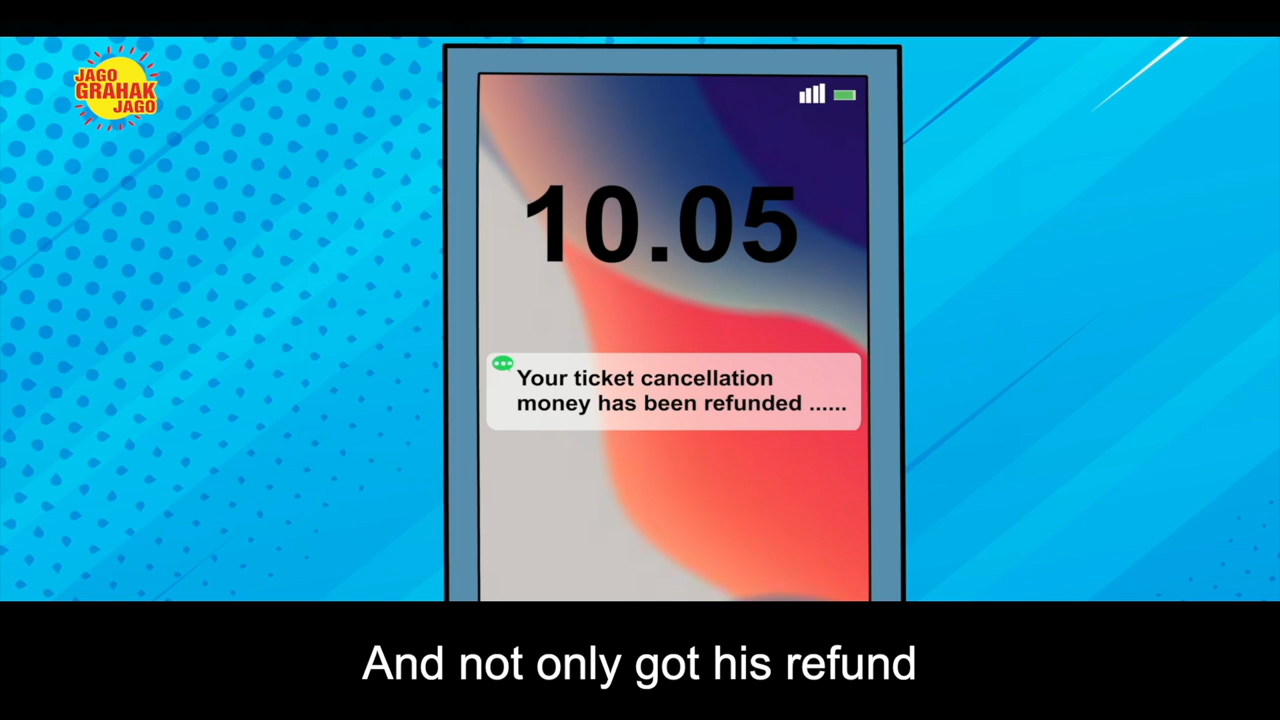 JAGO
GRAHAK
JAGO
10.05
Your ticket cancellation
money has been refunded ......
And not only got his refund